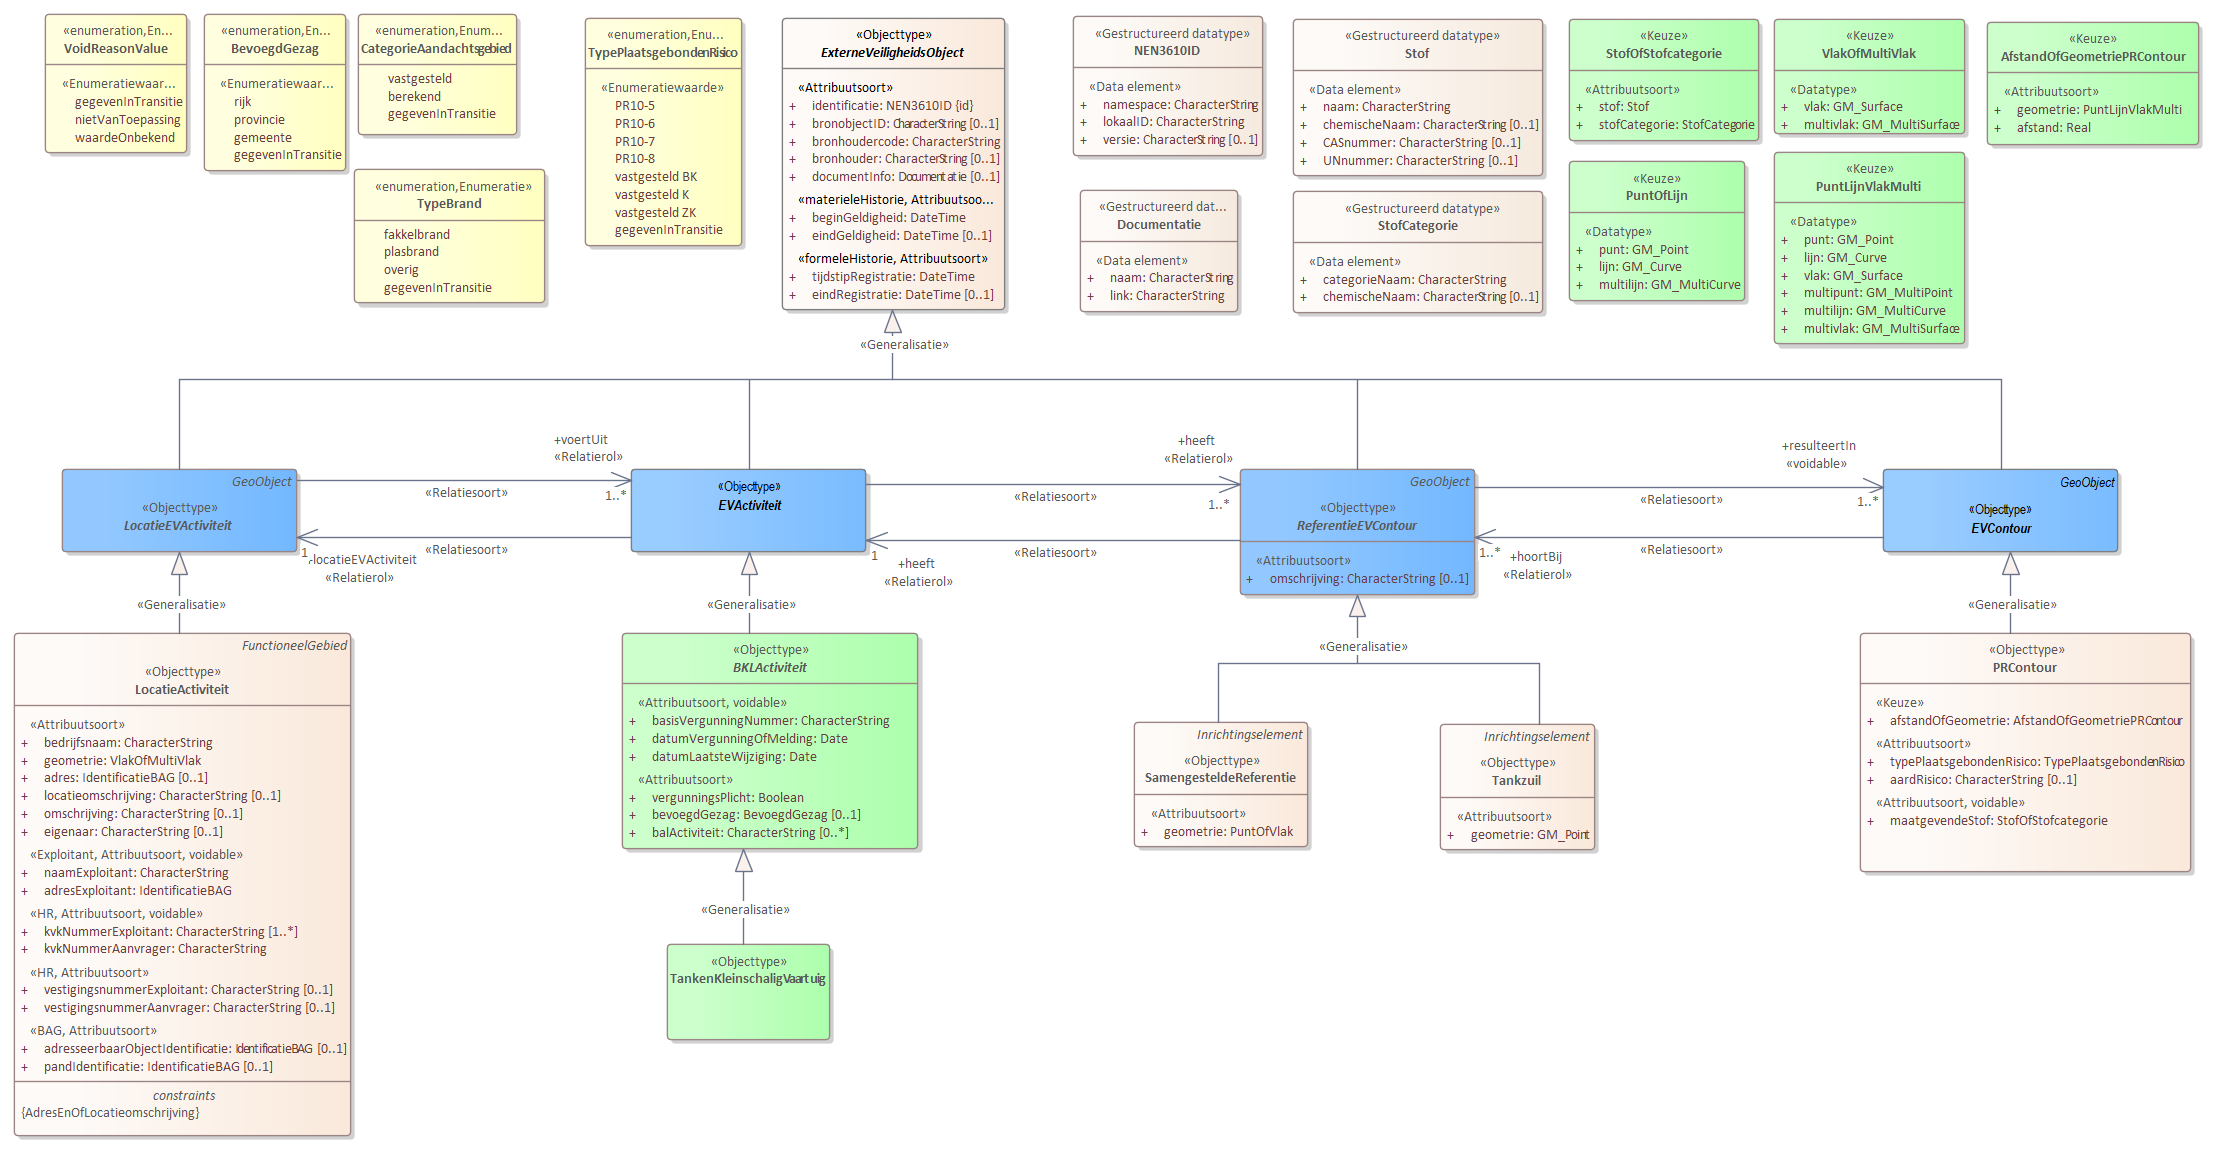 «enumeration,En...
VoidReasonValue
«Enumeratiewaar...
gegevenInTransitie
nietVanToepassing
waardeOnbekend
«enumeration,En...
BevoegdGezag
«Enumeratiewaar...
rijk
provincie
gemeente
gegevenInTransitie
«enumeration,Enum...
CategorieAandachtsgebied
vastgesteld
berekend
gegevenInTransitie
«enumeration,Enumeratie»
TypeBrand
fakkelbrand
plasbrand
overig
gegevenInTransitie
«enumeration,Enu...
TypePlaatsgebondenRisico
«Enumeratiewaarde»
PR10-5
PR10-6
PR10-7
PR10-8
vastgesteld BK
vastgesteld K
vastgesteld ZK
gegevenInTransitie
«Objecttype»
ExterneVeiligheidsObject
«Attribuutsoort»
+ identificatie: NEN3610ID {id}
+ bronobjectID: CharacterString [0..1]
+ bronhoudercode: CharacterString
+ bronhouder: CharacterString [0..1]
+ documentInfo: Documentatie [0..1]
«materieleHistorie, Attribuutsoo...
+ beginGeldigheid: DateTime
+ eindGeldigheid: DateTime [0..1]
«formeleHistorie, Attribuutsoort»
+ tijdstipRegistratie: DateTime
+ eindRegistratie: DateTime [0..1]
«Gestructureerd datatype»
NEN3610ID
«Data element»
+ namespace: CharacterString
+ lokaalID: CharacterString
+ versie: CharacterString [0..1]
«Gestructureerd dat...
Documentatie
«Data element»
+ naam: CharacterString
+ link: CharacterString
«Gestructureerd datatype»
Stof
«Data element»
+ naam: CharacterString
+ chemischeNaam: CharacterString [0..1]
+ CASnummer: CharacterString [0..1]
+ UNnummer: CharacterString [0..1]
«Gestructureerd datatype»
StofCategorie
«Data element»
+ categorieNaam: CharacterString
+ chemischeNaam: CharacterString [0..1]
«Keuze»
StofOfStofcategorie
«Attribuutsoort»
+ stof: Stof
+ stofCategorie: StofCategorie
«Keuze»
PuntOfLijn
«Datatype»
+ punt: GM_Point
+ lijn: GM_Curve
+ multilijn: GM_MultiCurve
«Keuze»
VlakOfMultiVlak
«Datatype»
+ vlak: GM_Surface
+ multivlak: GM_MultiSurface
«Keuze»
PuntLijnVlakMulti
«Datatype»
+ punt: GM_Point
+ lijn: GM_Curve
+ vlak: GM_Surface
+ multipunt: GM_MultiPoint
+ multilijn: GM_MultiCurve
+ multivlak: GM_MultiSurface
«Keuze»
AfstandOfGeometriePRContour
«Attribuutsoort»
+ geometrie: PuntLijnVlakMulti
+ afstand: Real
«Generalisatie»
GeoObject
«Objecttype»
LocatieEVActiviteit
+voertUit
«Relatierol»
1..*
«Relatiesoort»
«Relatiesoort»
1
locatieEVActiviteit
«Relatierol»
«Objecttype»
EVActiviteit
+heeft
«Relatierol»
1..*
«Relatiesoort»
«Relatiesoort»
1
+heeft
«Relatierol»
GeoObject
«Objecttype»
ReferentieEVContour
«Attribuutsoort»
+ omschrijving: CharacterString [0..1]
+resulteertIn
«voidable»
1..*
«Relatiesoort»
«Relatiesoort»
1..*
+hoortBij
«Relatierol»
GeoObject
«Objecttype»
EVContour
«Generalisatie»
«Generalisatie»
«Generalisatie»
«Generalisatie»
FunctioneelGebied
«Objecttype»
LocatieActiviteit
«Attribuutsoort»
+ bedrijfsnaam: CharacterString
+ geometrie: VlakOfMultiVlak
+ adres: IdentificatieBAG [0..1]
+ locatieomschrijving: CharacterString [0..1]
+ omschrijving: CharacterString [0..1]
+ eigenaar: CharacterString [0..1]
«Exploitant, Attribuutsoort, voidable»
+ naamExploitant: CharacterString
+ adresExploitant: IdentificatieBAG
«HR, Attribuutsoort, voidable»
+ kvkNummerExploitant: CharacterString [1..*]
+ kvkNummerAanvrager: CharacterString
«HR, Attribuutsoort»
+ vestigingsnummerExploitant: CharacterString [0..1]
+ vestigingsnummerAanvrager: CharacterString [0..1]
«BAG, Attribuutsoort»
+ adresseerbaarObjectIdentificatie: IdentificatieBAG [0..1]
+ pandIdentificatie: IdentificatieBAG [0..1]
constraints
{AdresEnOfLocatieomschrijving}
«Objecttype»
BKLActiviteit
«Attribuutsoort, voidable»
+ basisVergunningNummer: CharacterString
+ datumVergunningOfMelding: Date
+ datumLaatsteWijziging: Date
«Attribuutsoort»
+ vergunningsPlicht: Boolean
+ bevoegdGezag: BevoegdGezag [0..1]
+ balActiviteit: CharacterString [0..*]
«Generalisatie»
«Objecttype»
TankenKleinschaligVaartuig
Inrichtingselement
«Objecttype»
SamengesteldeReferentie
«Attribuutsoort»
+ geometrie: PuntOfVlak
Inrichtingselement
«Objecttype»
Tankzuil
«Attribuutsoort»
+ geometrie: GM_Point
«Objecttype»
PRContour
«Keuze»
+ afstandOfGeometrie: AfstandOfGeometriePRContour
«Attribuutsoort»
+ typePlaatsgebondenRisico: TypePlaatsgebondenRisico
+ aardRisico: CharacterString [0..1]
«Attribuutsoort, voidable»
+ maatgevendeStof: StofOfStofcategorie